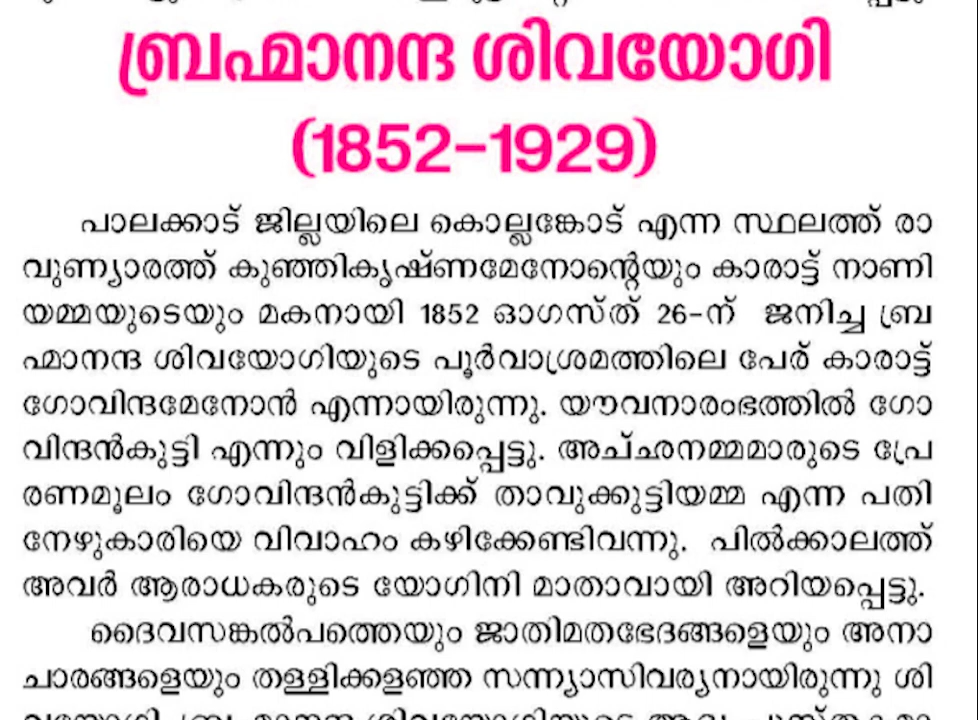 ബ്രഹ്മാനന്ദ ശിവയോഗി
(1852-1929)
പാലക്കാട് ജില്ലയിലെ കൊല്ലങ്കോട് എന്ന സ്ഥലത്ത് രാ
വുണ്യാരത്ത് കുഞ്ഞികൃഷ്ണമേനോന്റെയും കാരാട്ട് നാണി
യമ്മയുടെയും മകനായി 1852 ഓഗസ്ത് 26-ന് ജനിച്ച ബ്ര
ഹ്മാനന്ദ ശിവയോഗിയുടെ പൂർവാശ്രമത്തിലെ പേര് കാരാട്ട്
ഗോവിന്ദമേനോൻ എന്നായിരുന്നു. യൗവനാരംഭത്തിൽ ഗോ
വിന്ദൻകുട്ടി എന്നും വിളിക്കപ്പെട്ടു. അച്ഛനമ്മമാരുടെ പ്രേ
രണമൂലം ഗോവിന്ദൻകുട്ടിക്ക് താവുക്കുട്ടിയമ്മ എന്ന പതി
നേഴുകാരിയെ വിവാഹം കഴിക്കേണ്ടിവന്നു. പിൽക്കാലത്ത്
അവർ ആരാധകരുടെ യോഗിനി മാതാവായി അറിയപ്പെട്ടു.
ദൈവസങ്കൽപത്തെയും ജാതിമതഭേദങ്ങളെയും അനാ
ചാരങ്ങളെയും തള്ളിക്കളഞ്ഞ സന്ന്യാസിവര്യനായിരുന്നു ശി